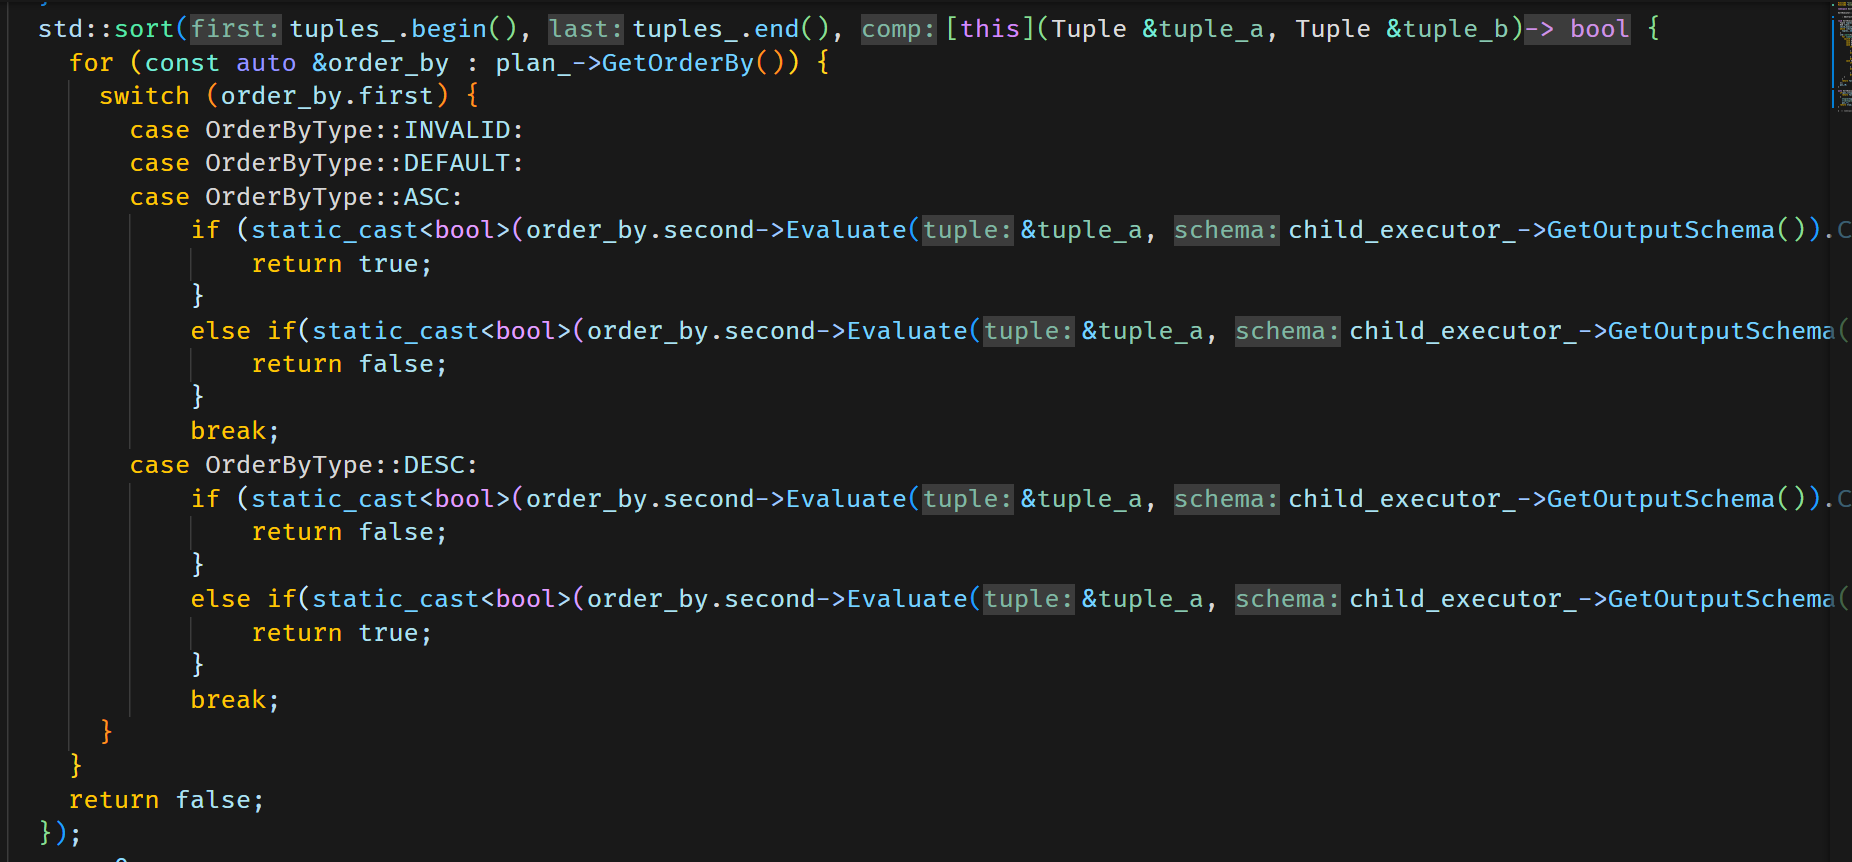 std::sort(first: tuples_.begin(), last: tuples_.end(), comp: [this](Tuple &tuple_a, Tuple &tuple_b)-> bool {
for (const auto &order_by : plan_->GetOrderBy()) {
switch (order_by.first) {
case OrderByType::INVALID:
case OrderByType::DEFAULT:
case OrderByType::ASC:
if (static_cast<bool>(order_by.second->Evaluate(tuple: &tuple_a, schema: child_executor_->GetOutputSchema()).C
return true;
}
else if(static_cast<bool>(order_by.second->Evaluate(tuple: &tuple_a, schema: child_executor_->GetOutputSchema(
return false;
}
break;
case OrderByType::DESC:
if (static_cast<bool>(order_by.second->Evaluate(tuple: &tuple_a, schema: child_executor_->GetOutputSchema()).C
return false;
}
else if(static_cast<bool>(order_by.second->Evaluate(tuple: &tuple_a, schema: child_executor_->GetOutputSchema(
return true;
}
break;
}
}
return false;
});